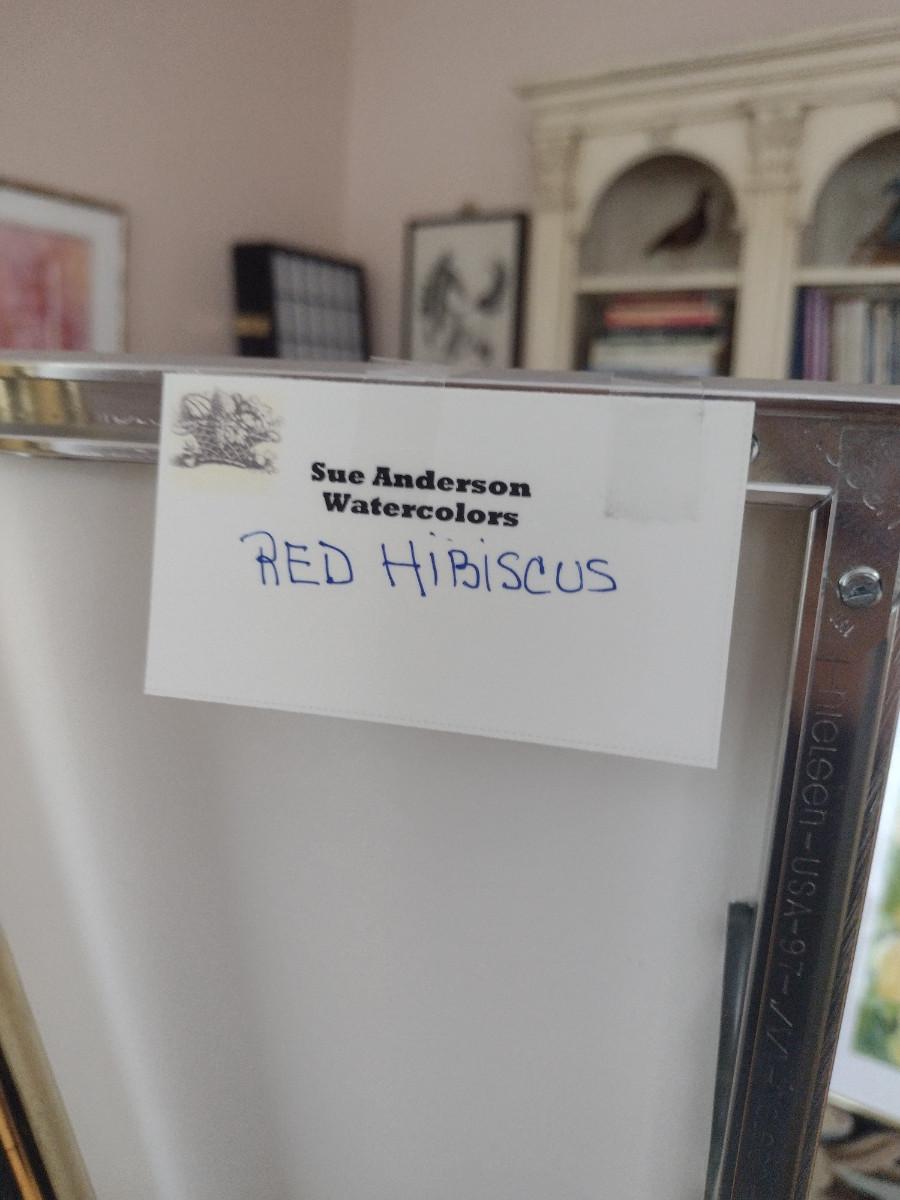 Sue Anderson
Watercolors
RED HIBISCUS
Nielsen-USA-97-